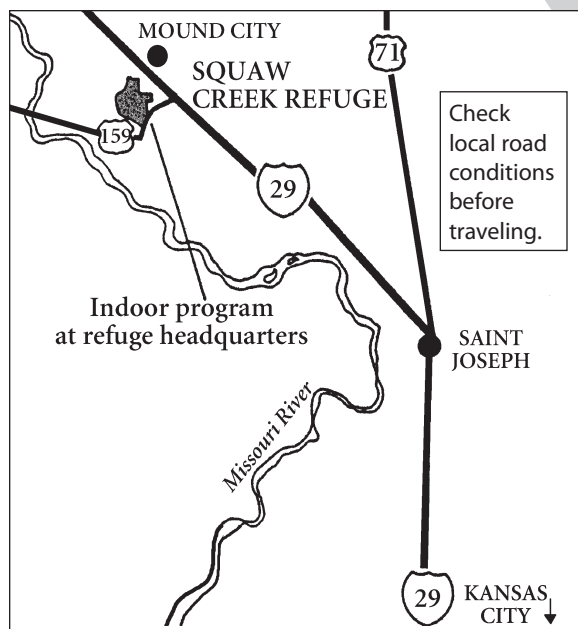 71
MOUND CITY
SQUAW
CREEK REFUGE
159
Check
local road
conditions
before
traveling.
29
Indoor program
at refuge headquarters
SAINT
JOSEPH
Missouri River
29
KANSAS
CITY